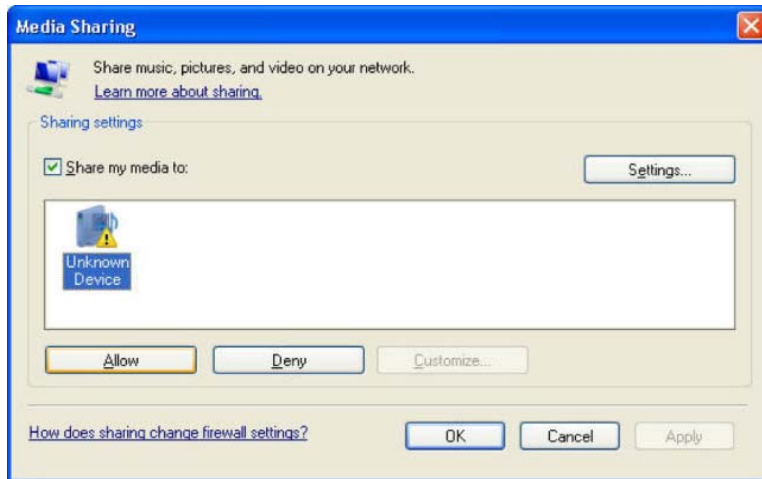 Media Sharing
Share music, pictures, and video on your network.
Learn more about sharing.
Sharing settings
Share my media to:
Settings...
Unknown
Device
Allow
Deny
Customize...
How does sharing change firewall settings?
OK
Cancel
Apply